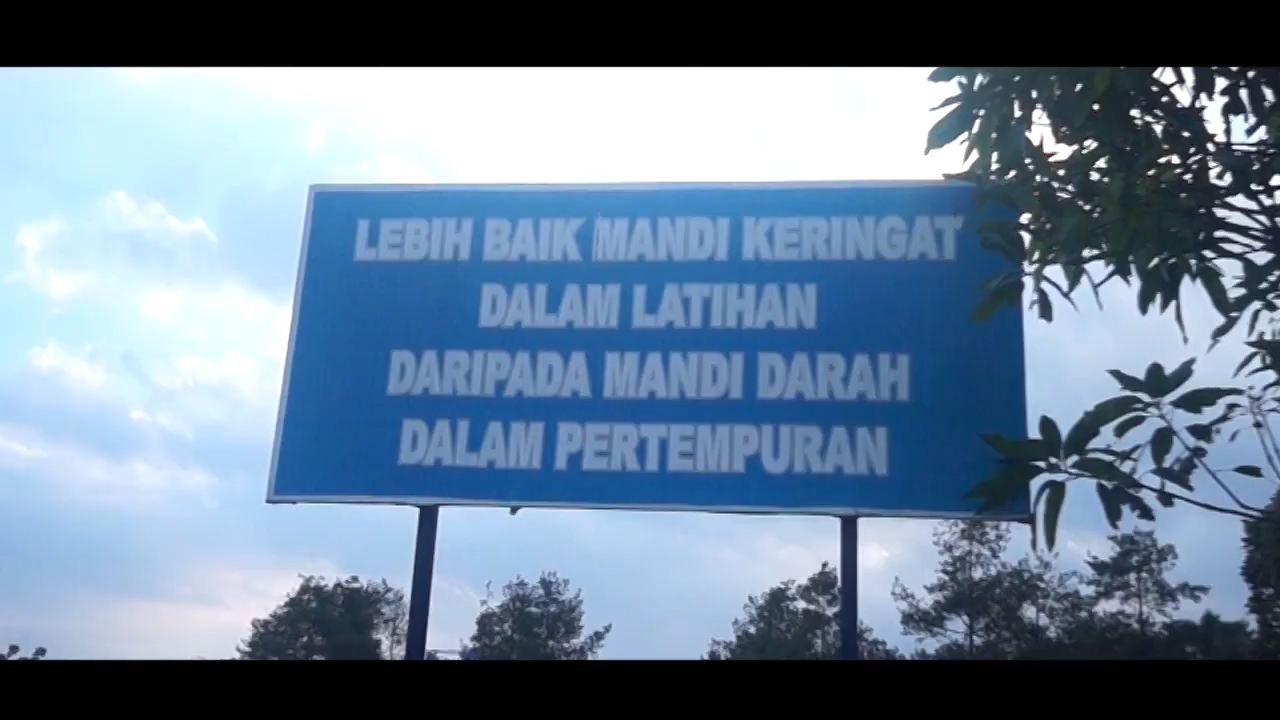 LEBIH BAIK MANDI KERINGAT
DALAM LATIHAN
DARIPADA MANDI DARAH
DALAM PERTEMPURAN